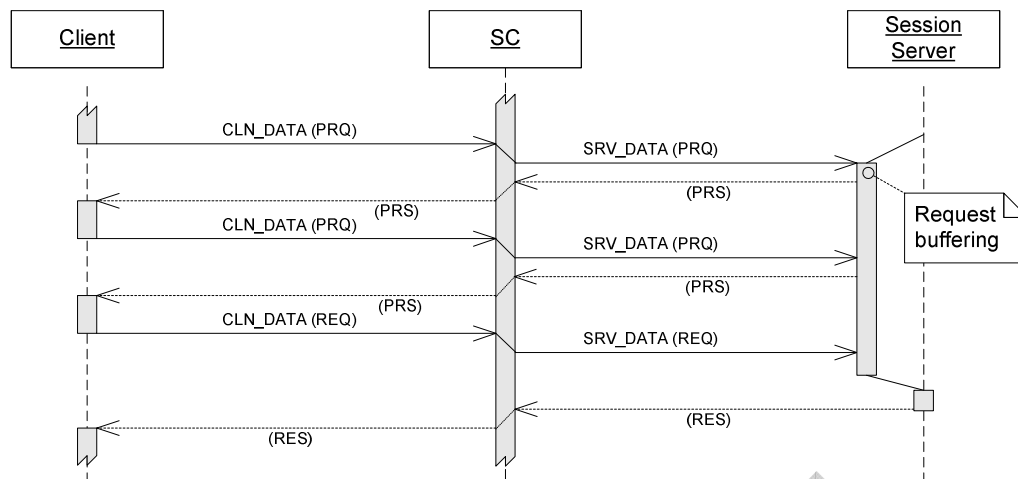 Client
SC
Session
Server
CLN_DATA (PRQ)
SRV_DATA (PRQ)
(PRS)
(PRS)
Request
buffering
CLN_DATA (PRQ)
SRV_DATA (PRQ)
(PRS)
(PRS)
CLN_DATA (REQ)
SRV_DATA (REQ)
(RES)
(RES)